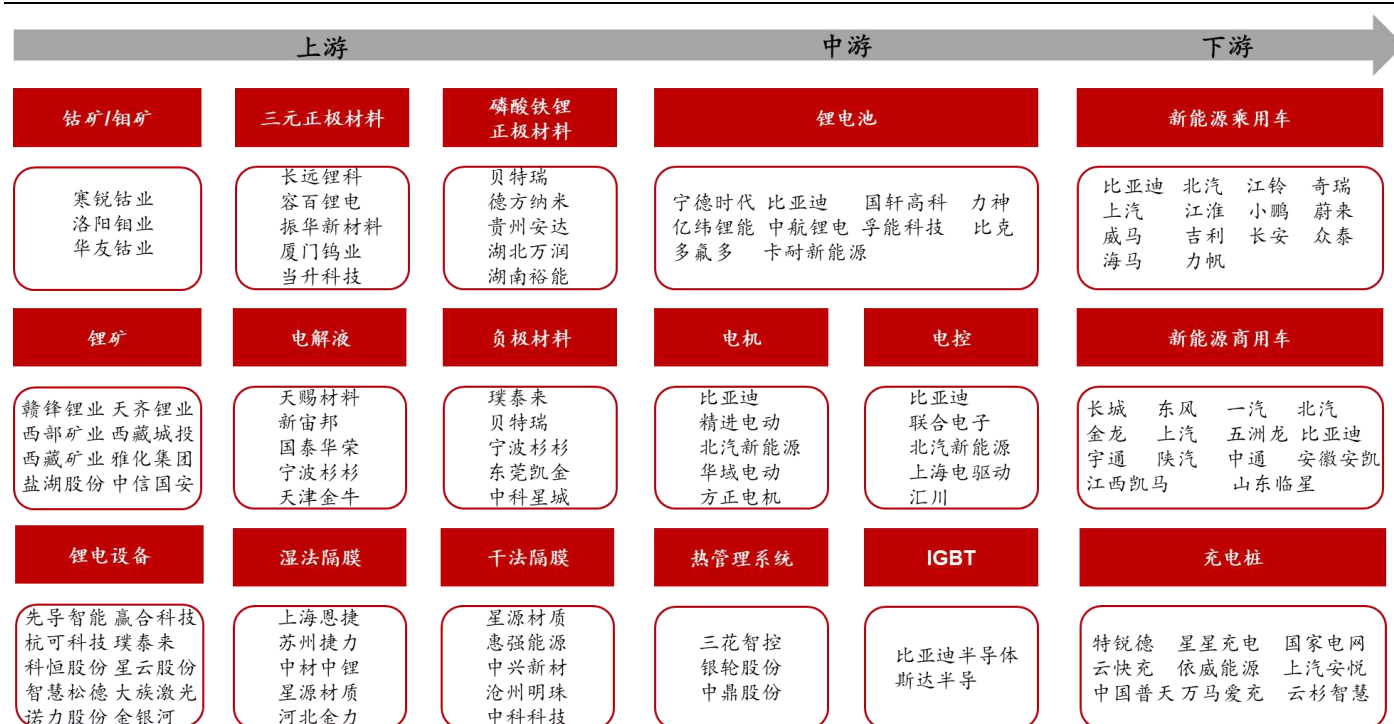 上游
中游
下游
钴矿/钼矿
寒锐钴业
洛阳钼业
华友钴业
三元正极材料
长远锂科
容百锂电
振华新材料
厦门钨业
当升科技
磷酸铁锂
正极材料
贝特瑞
德方纳米
贵州安达
湖北万润
湖南裕能
锂电池
宁德时代 比亚迪 国轩高科 力神
亿纬锂能 中航锂电 孚能科技 比克
多氟多 卡耐新能源
新能源乘用车
比亚迪 北汽 江铃 奇瑞
上汽 江淮 小鹏 蔚来
威马 吉利 长安 众泰
海马 力帆
锂矿
赣锋锂业 天齐锂业
西部矿业 西藏城投
西藏矿业 雅化集团
盐湖股份 中信国安
电解液
天赐材料
新宙邦
国泰华荣
宁波杉杉
天津金牛
负极材料
璞泰来
贝特瑞
宁波杉杉
东莞凯金
中科星城
电机
比亚迪
精进电动
北汽新能源
华域电动
方正电机
电控
比亚迪
联合电子
北汽新能源
上海电驱动
汇川
新能源商用车
长城 东风 一汽 北汽
金龙 上汽 五洲龙 比亚迪
宇通 陕汽 中通 安徽安凯
江西凯马 山东临星
锂电设备
先导智能 赢合科技
杭可科技 璞泰来
科恒股份 星云股份
智慧松德 大族激光
诺力股份 金银河
湿法隔膜
上海恩捷
苏州捷力
中材中锂
星源材质
河北金力
干法隔膜
星源材质
惠强能源
中兴新材
沧州明珠
中科科技
热管理系统
三花智控
银轮股份
中鼎股份
IGBT
比亚迪半导体
斯达半导
充电桩
特锐德 星星充电 国家电网
云快充 依威能源 上汽安悦
中国普天 万马爱充 云杉智慧